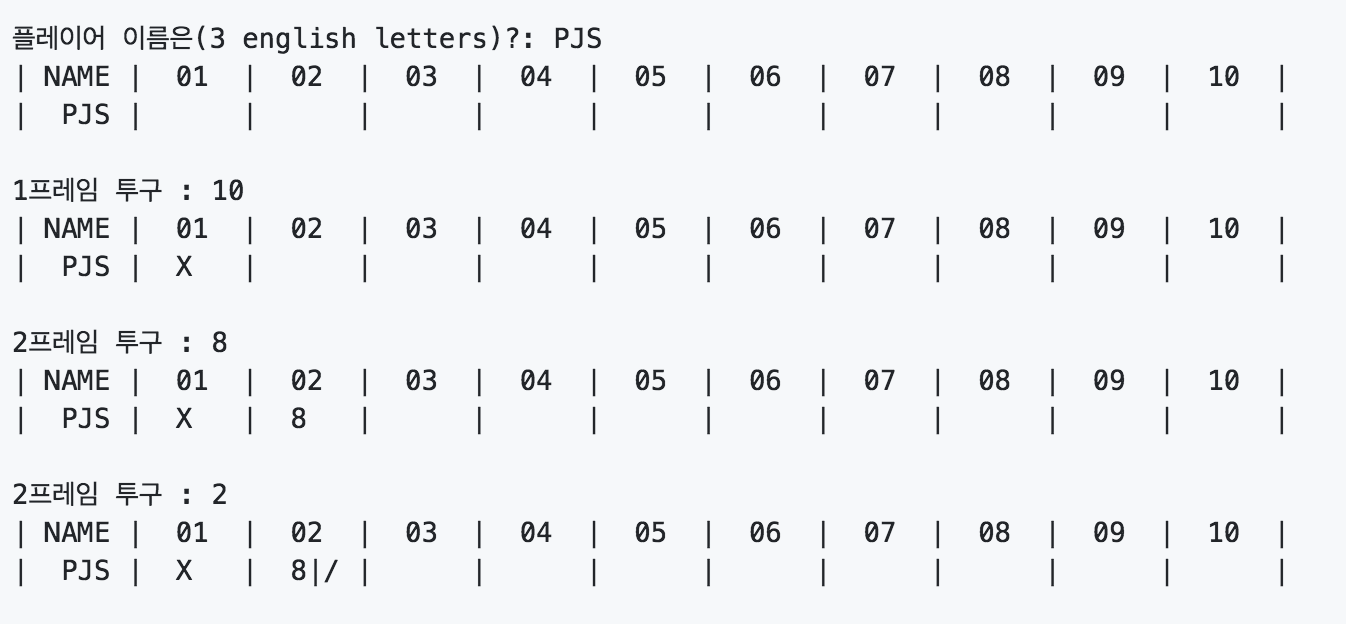 플레이어 이름은(3 english letters)?: PJS
| NAME |  01  |  02  |  03  |  04  |  05  |  06  |  07  |  08  |  09  |  10  |
|  PJS |      |      |      |      |      |      |      |      |      |      |
1프레임 투구 : 10
| NAME |  01  |  02  |  03  |  04  |  05  |  06  |  07  |  08  |  09  |  10  |
|  PJS |  X   |      |      |      |      |      |      |      |      |      |
2프레임 투구 : 8
| NAME |  01  |  02  |  03  |  04  |  05  |  06  |  07  |  08  |  09  |  10  |
|  PJS |  X   |  8   |      |      |      |      |      |      |      |      |
2프레임 투구 : 2
| NAME |  01  |  02  |  03  |  04  |  05  |  06  |  07  |  08  |  09  |  10  |
|  PJS |  X   |  8|/ |      |      |      |      |      |      |      |      |